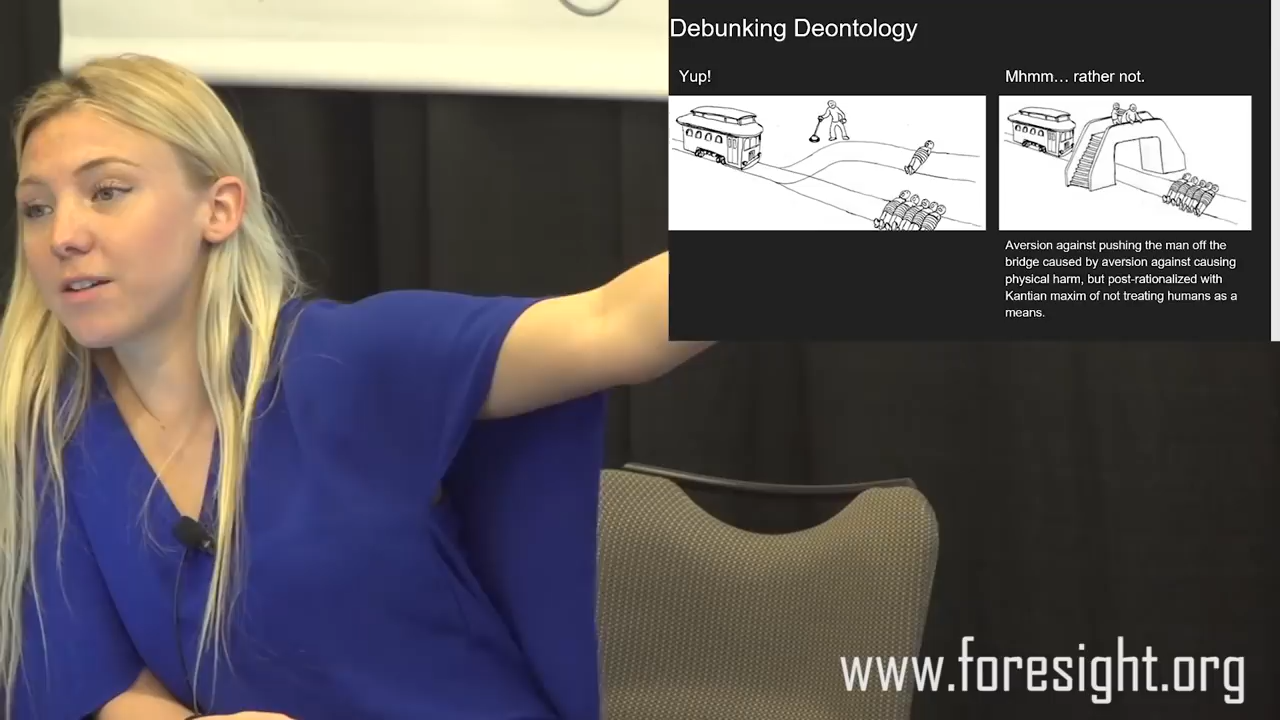 Debunking Deontology
Yup!
Mhmm... rather not.
Aversion against pushing the man off the
bridge caused by aversion against causing
physical harm, but post-rationalized with
Kantian maxim of not treating humans as a
means.
www.foresight.org